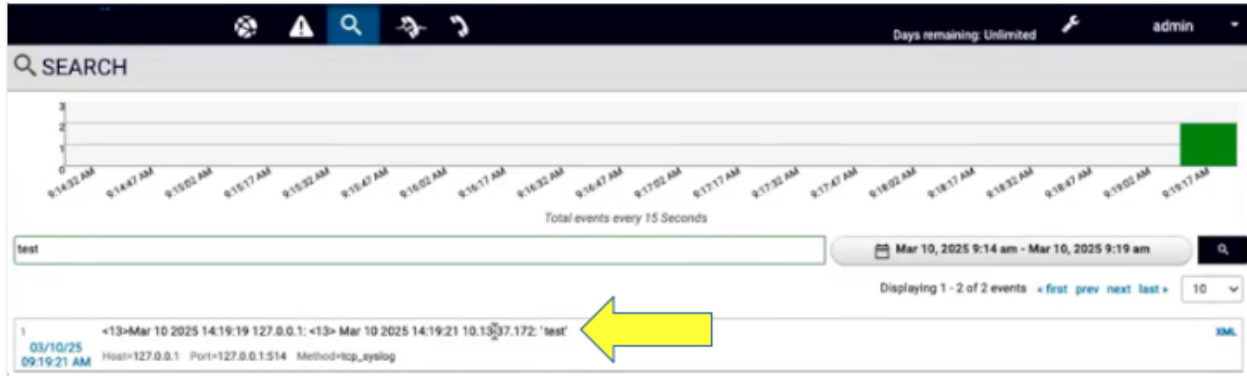 Days remaining: Unlimited
admin
SEARCH
3
2
1
0
9:14:32 AM
9:14:47 AM
9:15:02 AM
9:15:17 AM
9:15:32 AM
9:15:47 AM
9:16:02 AM
9:16:17 AM
9:16:32 AM
9:16:47 AM
9:17:02 AM
9:17:17 AM
9:17:32 AM
9:17:47 AM
9:18:02 AM
9:18:17 AM
9:18:32 AM
9:18:47 AM
9:19:02 AM
9:19:17 AM
Total events every 15 Seconds
test
Mar 10, 2025 9:14 am - Mar 10, 2025 9:19 am
Displaying 1 - 2 of 2 events « first prev next last » 10
1
<13>Mar 10 2025 14:19:19 127.0.0.1: <13> Mar 10 2025 14:19:21 10.13.37.172: 'test'
XML
03/10/25
09:19:21 AM
Host=127.0.0.1 Port=127.0.0.1:514 Method=tcp_syslog